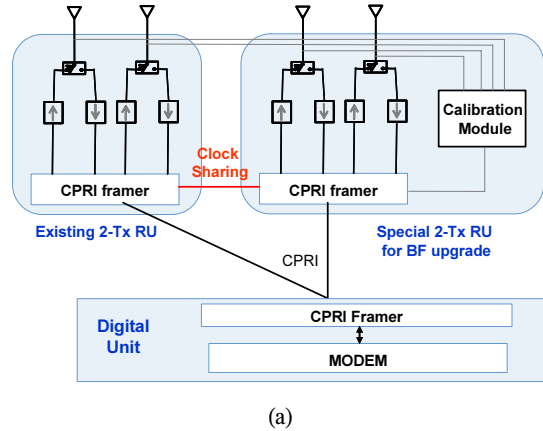 Calibration
Module
Clock
Sharing
CPRI framer
CPRI framer
Existing 2-Tx RU
Special 2-Tx RU
for BF upgrade
CPRI
Digital
Unit
CPRI Framer
MODEM
(a)